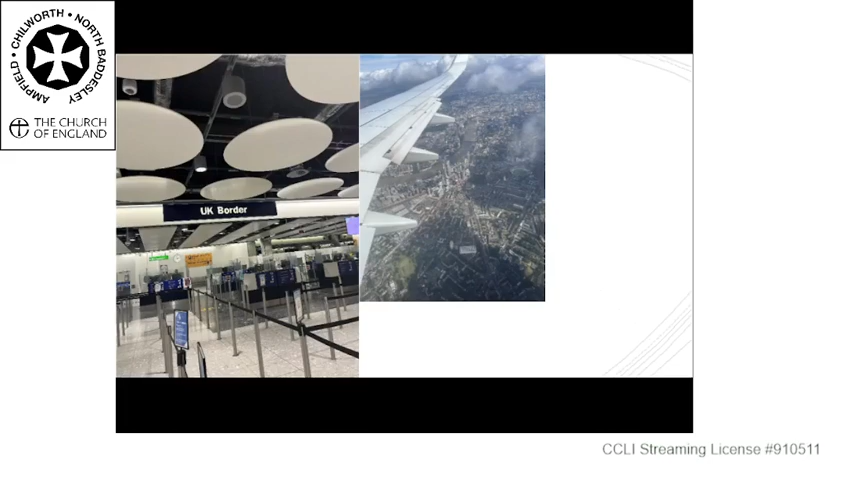 AMPFIELD • CHILWORTH • NORTH BADDESLEY
THE CHURCH
OF ENGLAND
UK Border
CCLI Streaming License #910511